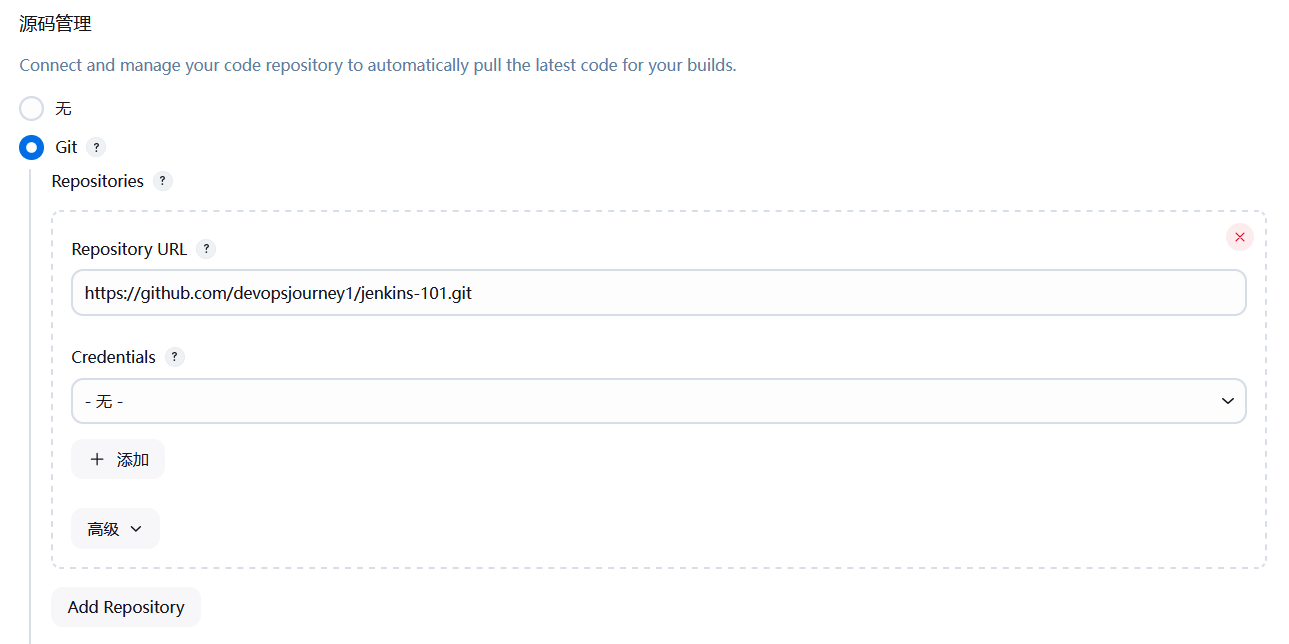 源码管理
Connect and manage your code repository to automatically pull the latest code for your builds.
无
Git ?
Repositories ?
Repository URL ?
https://github.com/devopsjourney1/jenkins-101.git
Credentials ?
- 无 -
添加
高级
Add Repository